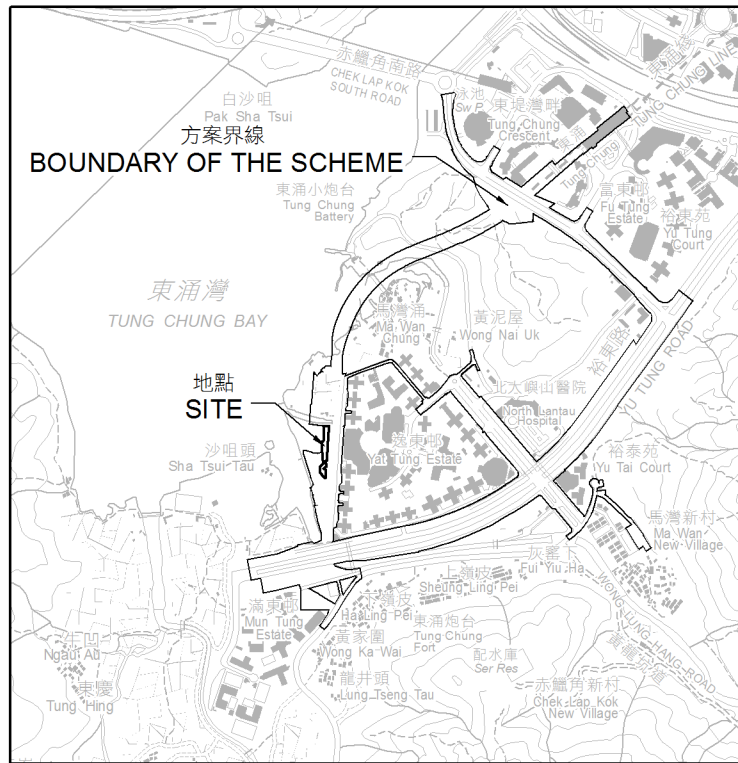 赤鱲角南路
CHEK LAP KOK
SOUTH ROAD
東涌綫
TUNG CHUNG LINE
白沙咀
Pak Sha Tsui
泳池
Sw P
東堤灣畔
Tung Chung
Crescent
東涌
Tung Chung
方案界線
BOUNDARY OF THE SCHEME
東涌小炮台
Tung Chung
Battery
富東邨
Fu Tung
Estate
裕東苑
Yu Tung
Court
東涌灣
TUNG CHUNG BAY
馬灣涌
Ma Wan
Chung
黃泥屋
Wong Nai Uk
裕東路
YU TUNG ROAD
地點
SITE
北大嶼山醫院
North Lantau
Hospital
沙咀頭
Sha Tsui Tau
逸東邨
Yat Tung Estate
裕泰苑
Yu Tai Court
馬灣新村
Ma Wan
New Village
灰窰下
Fui Yiu Ha
上嶺皮
Sheung Ling Pei
下嶺皮
Ha Ling Pei
滿東邨
Mun Tung
Estate
黃家圍
Wong Ka Wai
東涌炮台
Tung Chung
Fort
WONG LUNG HANG ROAD
黃龍坑道
牛凹
Ngau Au
配水庫
Ser Res
龍井頭
Lung Tseng Tau
東慶
Tung Hing
赤鱲角新村
Chek Lap Kok
New Village